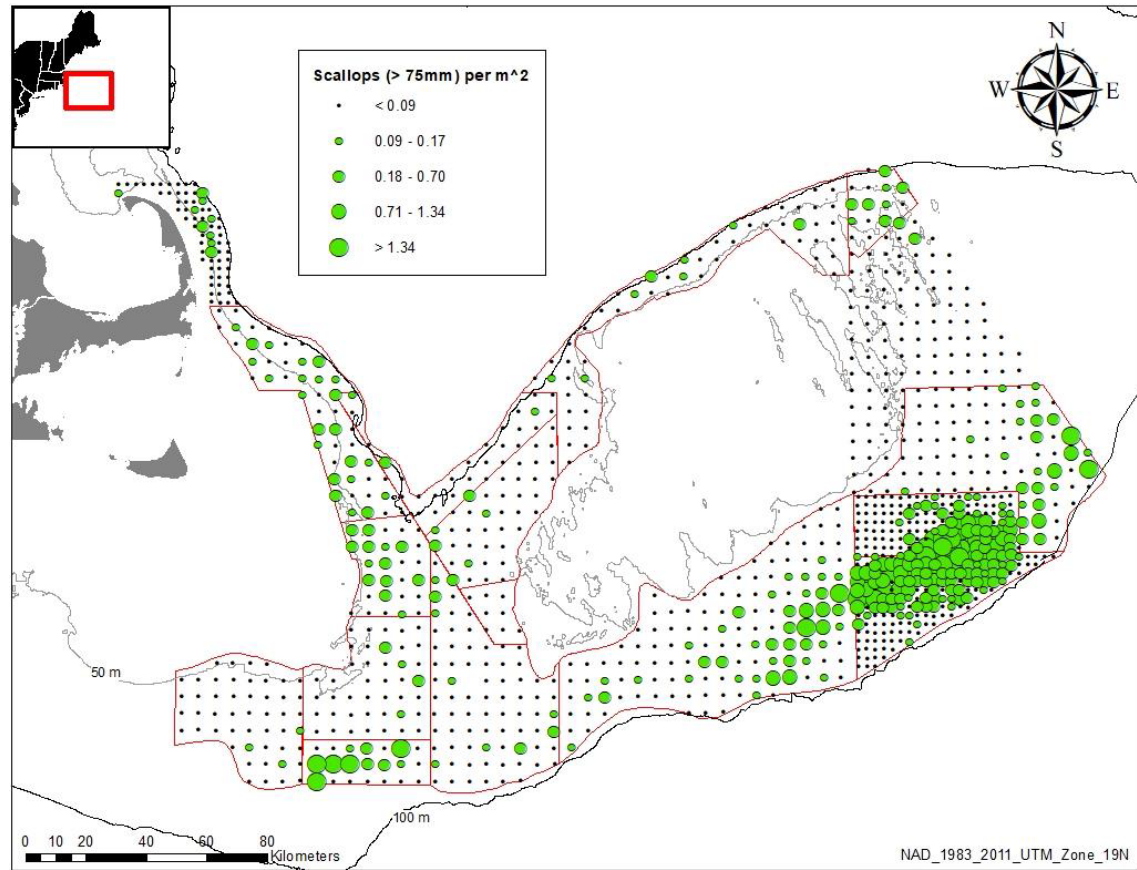 N
W E
S
Scallops (> 75mm) per m^2
< 0.09
0.09 - 0.17
0.18 - 0.70
0.71 - 1.34
> 1.34
50 m
100 m
0 10 20 40 60 80
Kilometers
NAD_1983_2011_UTM_Zone_19N